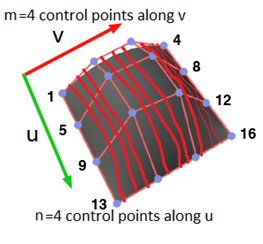 m=4 control points along v
v
4
8
1
u
5
12
9
16
13
n=4 control points along u